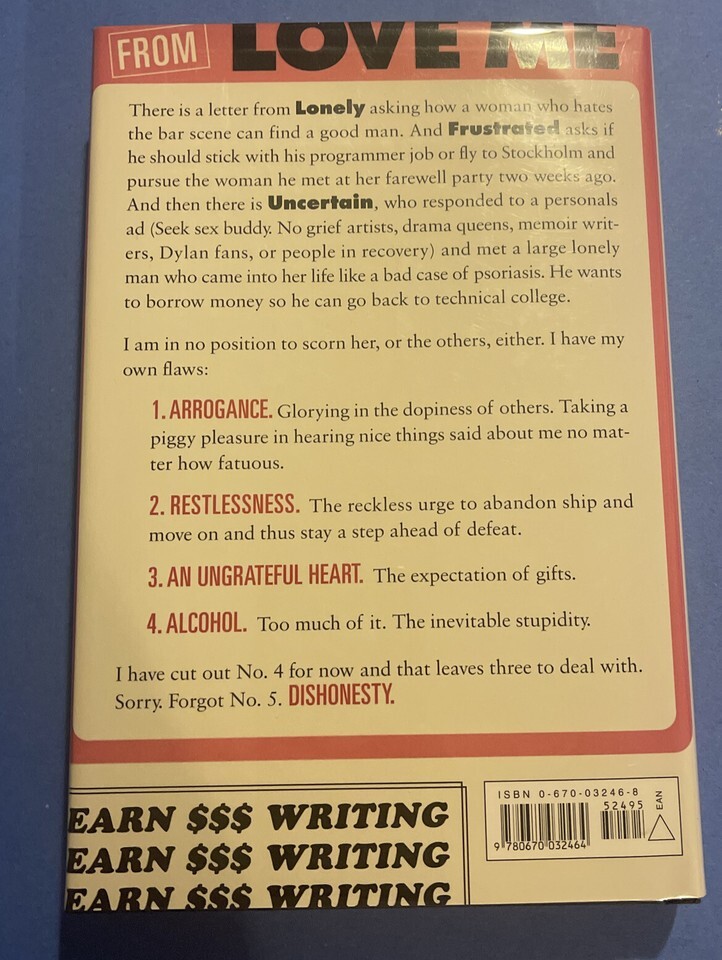 FROM LOVE ME
There is a letter from Lonely asking how a woman who hates
the bar scene can find a good man. And Frustrated asks if
he should stick with his programmer job or fly to Stockholm and
pursue the woman he met at her farewell party two weeks ago.
And then there is Uncertain, who responded to a personals
ad (Seek sex buddy. No grief artists, drama queens, memoir writ-
ers, Dylan fans, or people in recovery) and met a large lonely
man who came into her life like a bad case of psoriasis. He wants
to borrow money so he can go back to technical college.
I am in no position to scorn her, or the others, either. I have my
own flaws:
1. ARROGANCE. Glorying in the dopiness of others. Taking a
piggy pleasure in hearing nice things said about me no mat-
ter how fatuous.
2. RESTLESSNESS. The reckless urge to abandon ship and
move on and thus stay a step ahead of defeat.
3. AN UNGRATEFUL HEART. The expectation of gifts.
4. ALCOHOL. Too much of it. The inevitable stupidity.
I have cut out No. 4 for now and that leaves three to deal with.
Sorry. Forgot No. 5. DISHONESTY.
EARN $$$ WRITING
EARN $$$ WRITING
EARN $$$ WRITING
ISBN 0-670-03246-8
52495
EAN
9 780670 032464